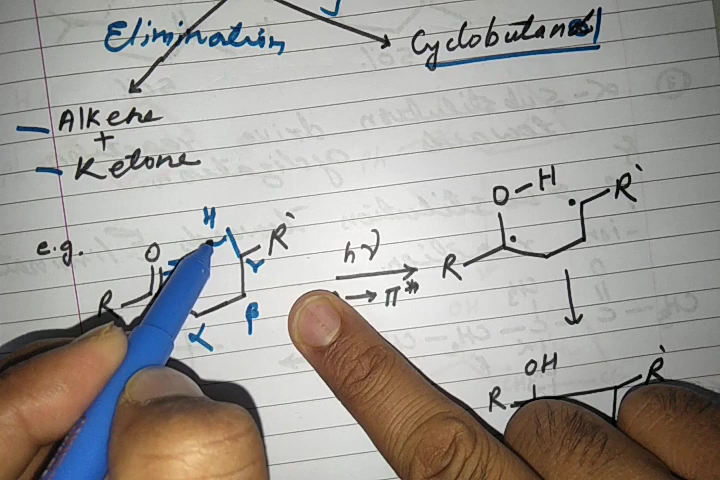 Elimination
Cyclobutanol
- Alkene
+
- Ketone
e.g.
O H R` R α β γ
hν
→ π*
O-H R` R
OH
R R`